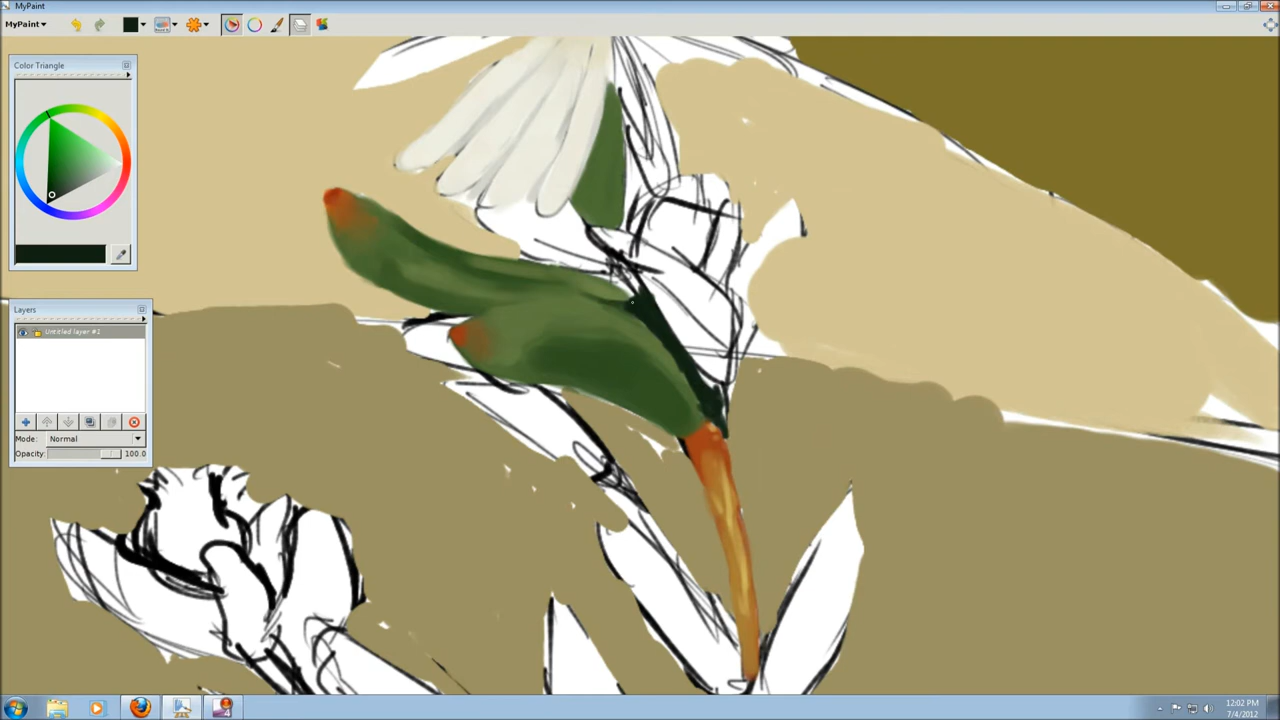 MyPaint
MyPaint
Color Triangle
Layers
Untitled layer #2
Mode: Normal
Opacity: 100.0
12:02 PM
7/4/2012